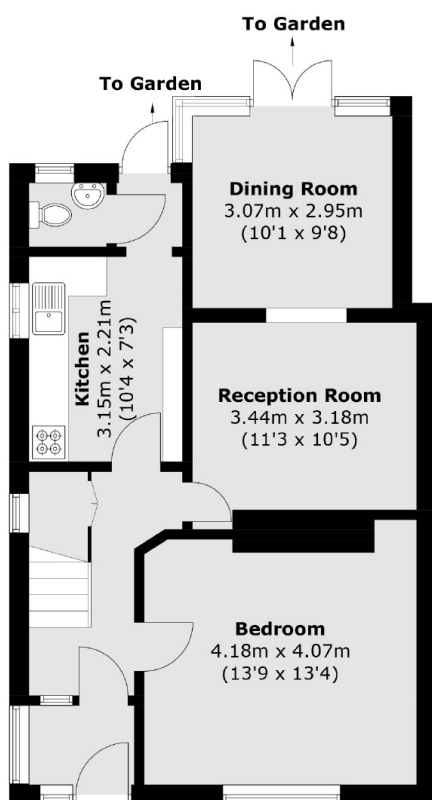 To Garden
To Garden
Dining Room
3.07m x 2.95m
(10'1 x 9'8)
Kitchen
3.15m x 2.21m
(10'4 x 7'3)
Reception Room
3.44m x 3.18m
(11'3 x 10'5)
Bedroom
4.18m x 4.07m
(13'9 x 13'4)